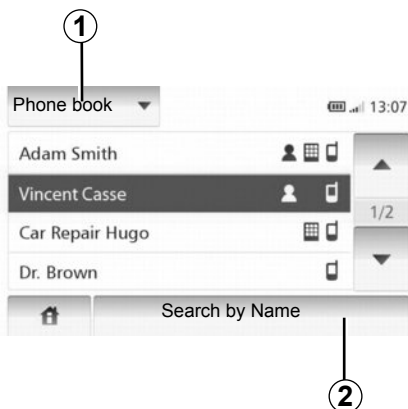 1
Phone book 13:07
Adam Smith
Vincent Casse
1/2
Car Repair Hugo
Dr. Brown
Search by Name
2